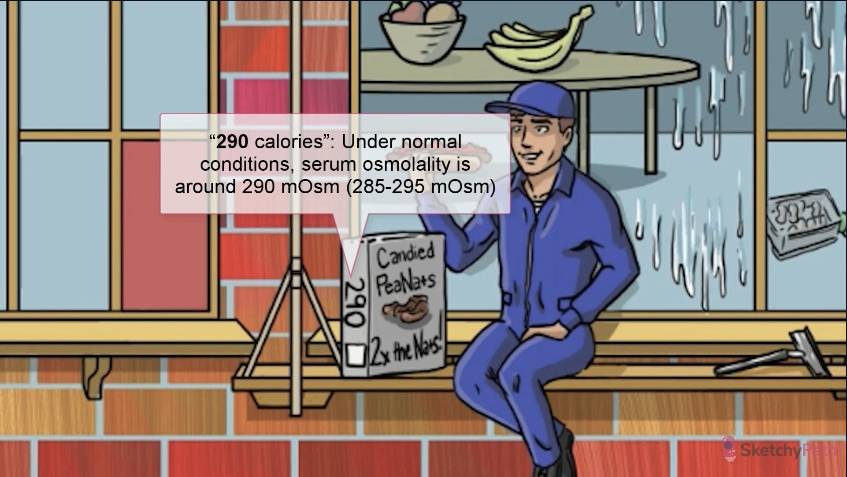 “290 calories”: Under normal
conditions, serum osmolality is
around 290 mOsm (285-295 mOsm)
Candied
PeaNats
290
2x the Nats!
SketchyPath